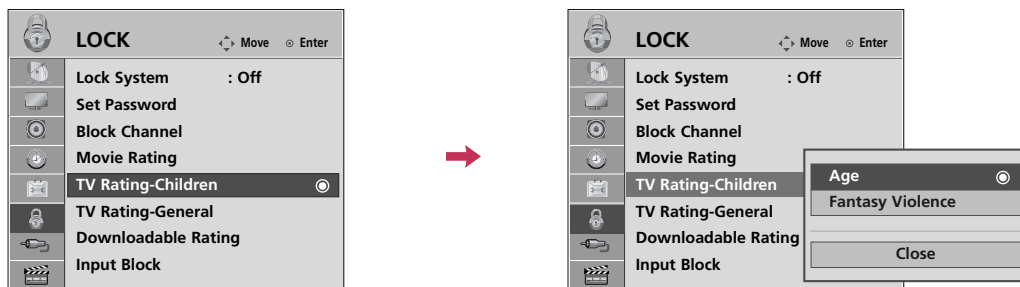 LOCK
Move Enter
Lock System : Off
Set Password
Block Channel
Movie Rating
TV Rating-Children
TV Rating-General
Downloadable Rating
Input Block
LOCK
Move Enter
Lock System : Off
Set Password
Block Channel
Movie Rating
TV Rating-Children
TV Rating-General
Downloadable Rating
Input Block
Age
Fantasy Violence
Close